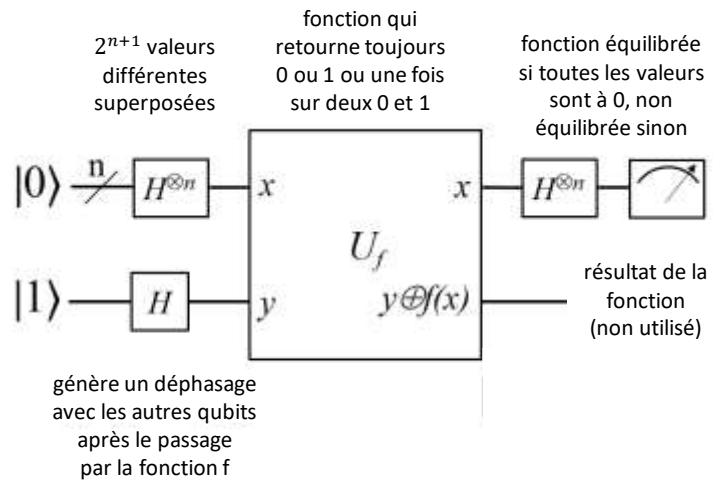 2ⁿ⁺¹ valeurs
différentes
superposées
fonction qui
retourne toujours
0 ou 1 ou une fois
sur deux 0 et 1
fonction équilibrée
si toutes les valeurs
sont à 0, non
équilibrée sinon
|0⟩ n H⊗ⁿ x x H⊗ⁿ
U_f
|1⟩ H y y⊕f(x)
résultat de la
fonction
(non utilisé)
génère un déphasage
avec les autres qubits
après le passage
par la fonction f